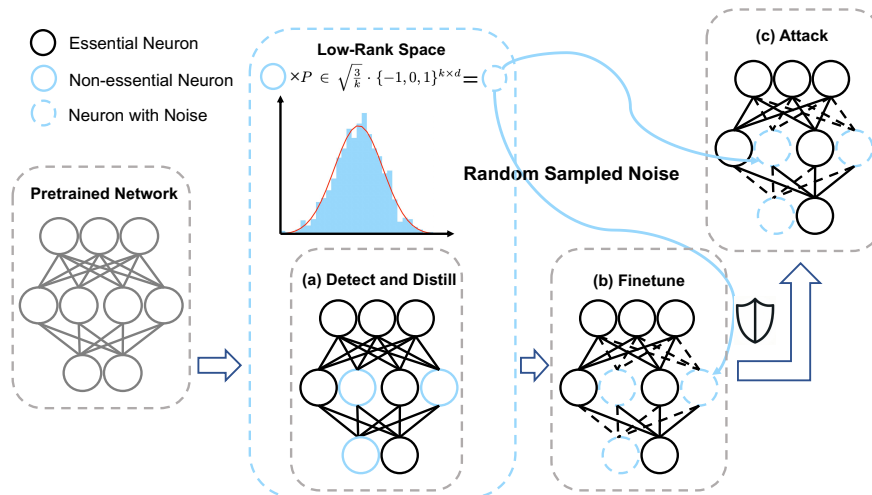 Essential Neuron
Non-essential Neuron
Neuron with Noise
Pretrained Network
Low-Rank Space
×P ∈ √(3/k) · {−1, 0, 1}^{k×d} =
Random Sampled Noise
(a) Detect and Distill
(b) Finetune
(c) Attack